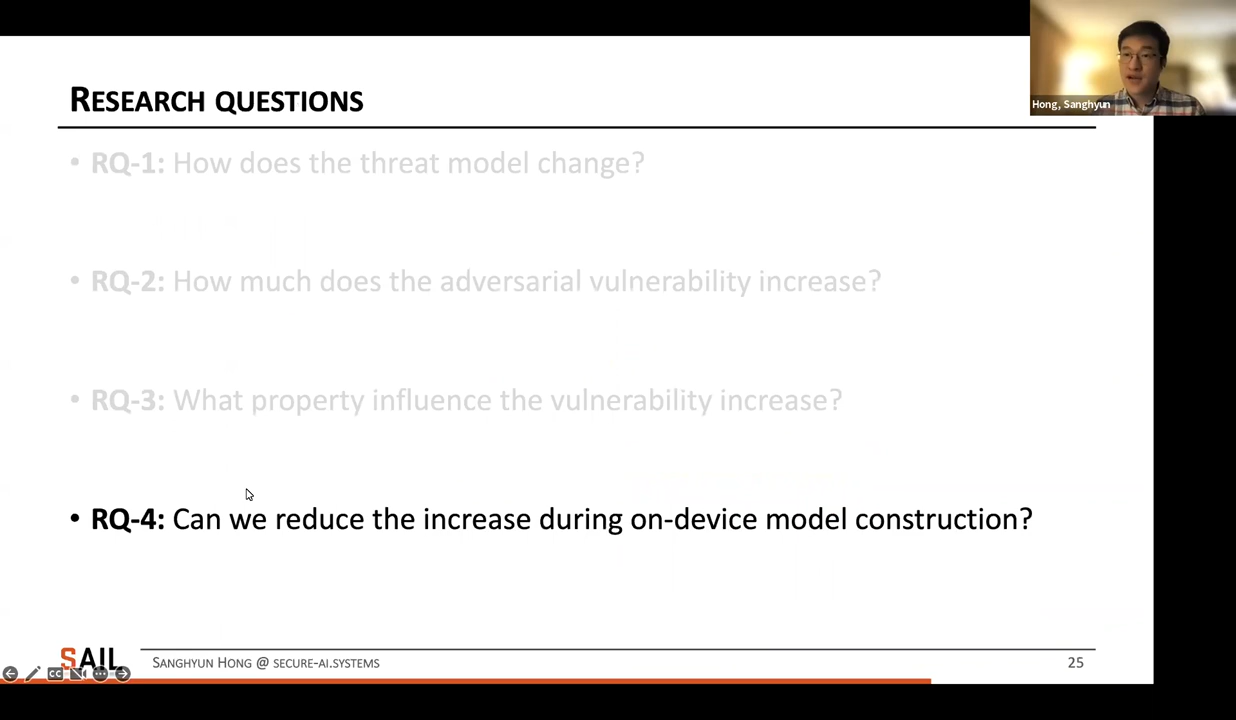 Hong, Sanghyun
RESEARCH QUESTIONS
• RQ-1: How does the threat model change?
• RQ-2: How much does the adversarial vulnerability increase?
• RQ-3: What property influence the vulnerability increase?
• RQ-4: Can we reduce the increase during on-device model construction?
SAIL
SANGHYUN HONG @ SECURE-AI.SYSTEMS
25
CC